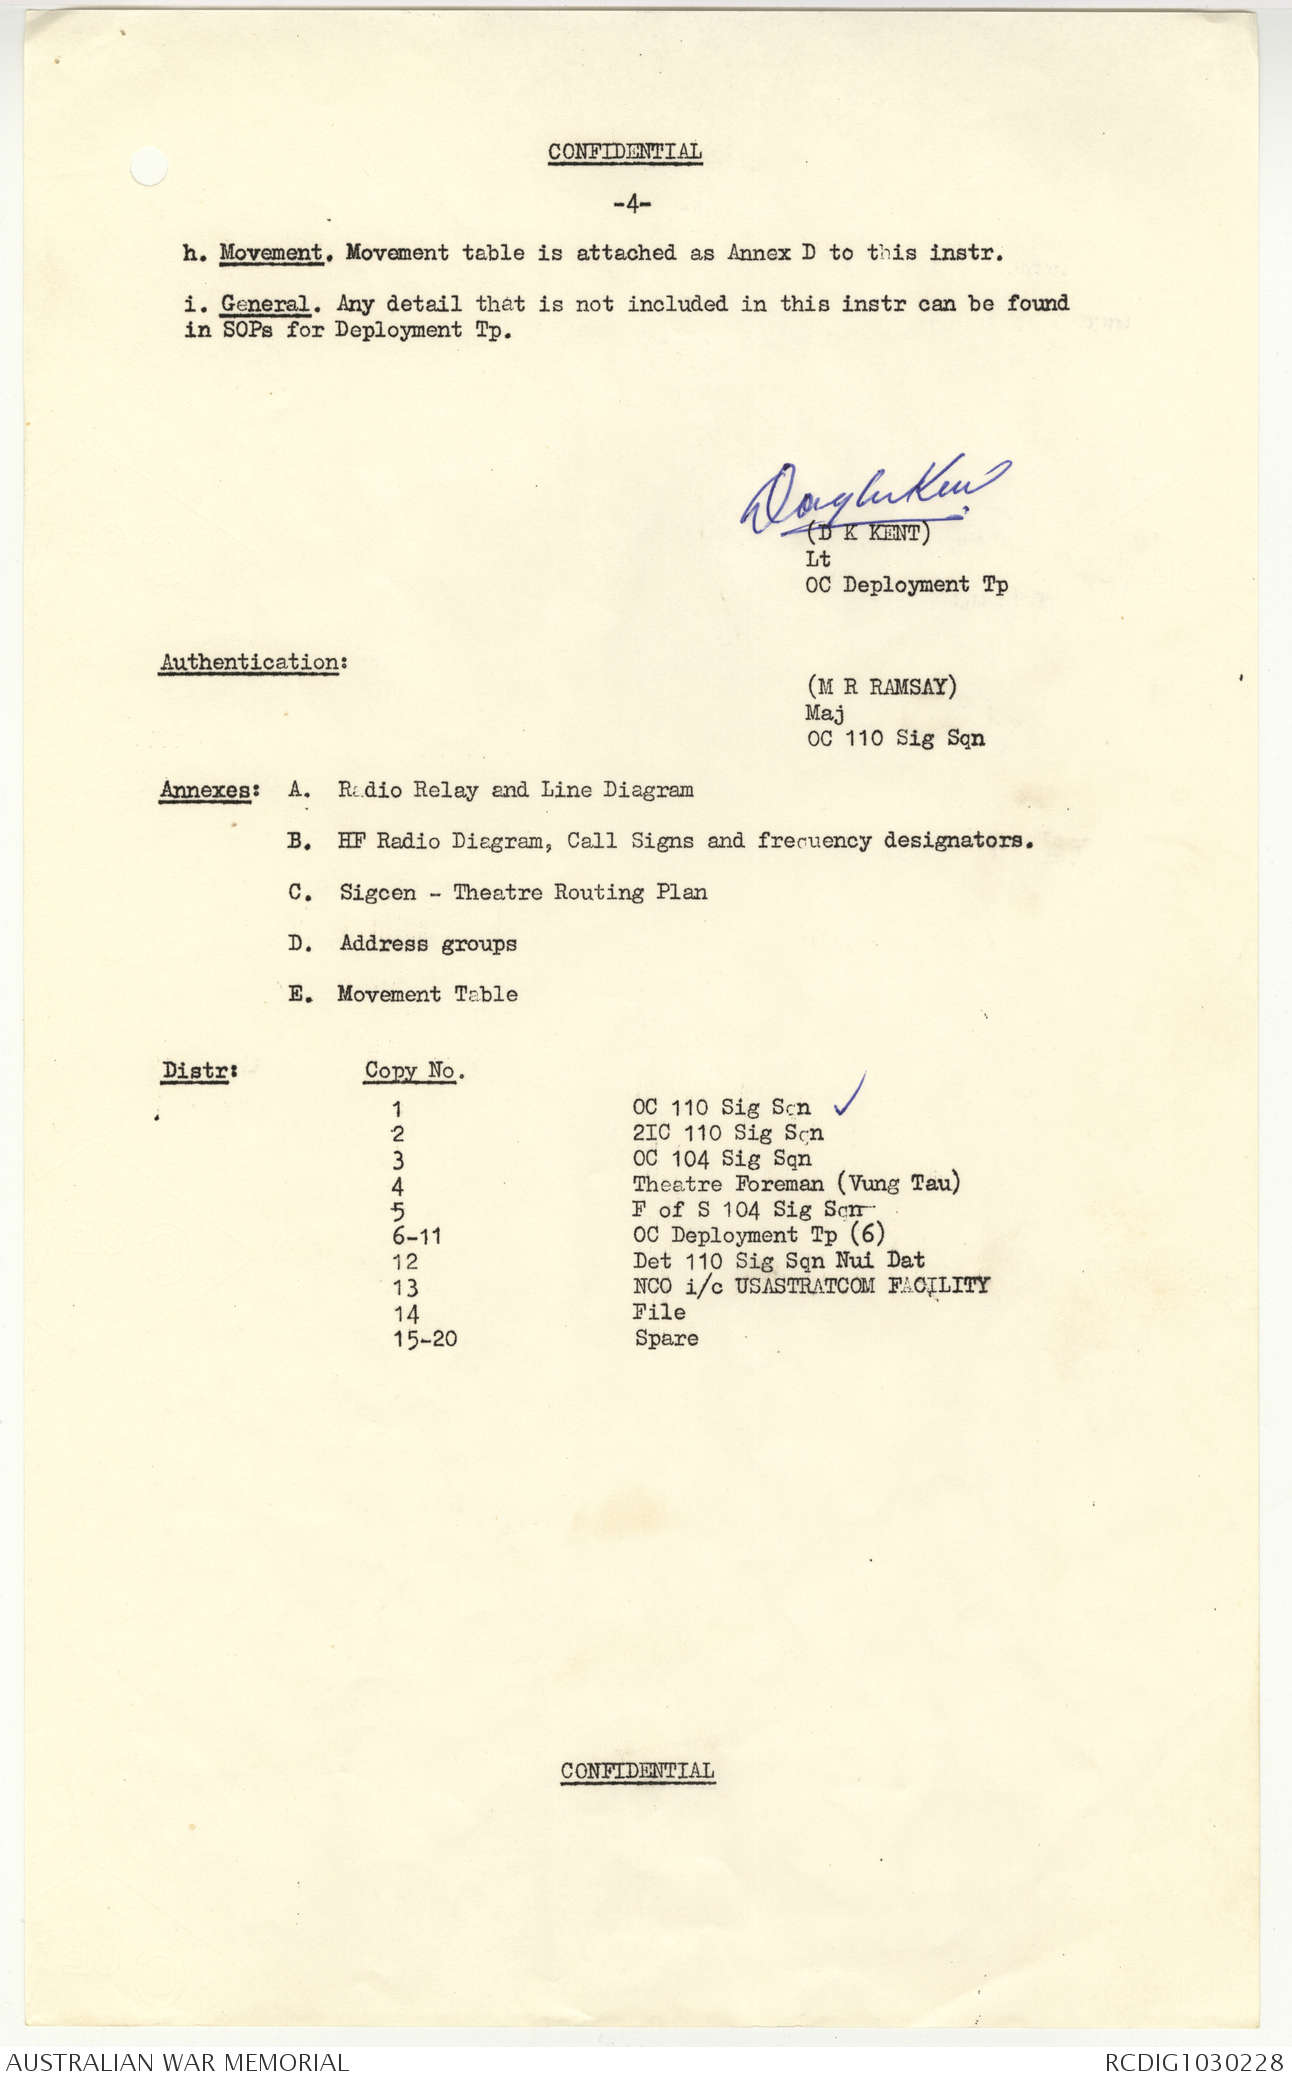 CONFIDENTIAL
-4-
h. Movement. Movement table is attached as Annex D to this instr.
i. General. Any detail that is not included in this instr can be found
in SOPs for Deployment Tp.
(D K KENT)
Lt
OC Deployment Tp
Authentication:
(M R RAMSAY)
Maj
OC 110 Sig Sqn
Annexes: A. Radio Relay and Line Diagram
B. HF Radio Diagram, Call Signs and frequency designators.
C. Sigcen - Theatre Routing Plan
D. Address groups
E. Movement Table
Distr: Copy No.
1 OC 110 Sig Sqn ✓
2 2IC 110 Sig Sqn
3 OC 104 Sig Sqn
4 Theatre Foreman (Vung Tau)
5 F of S 104 Sig Sqn
6-11 OC Deployment Tp (6)
12 Det 110 Sig Sqn Nui Dat
13 NCO i/c USASTRATCOM FACILITY
14 File
15-20 Spare
CONFIDENTIAL
AUSTRALIAN WAR MEMORIAL RCDIG1030228